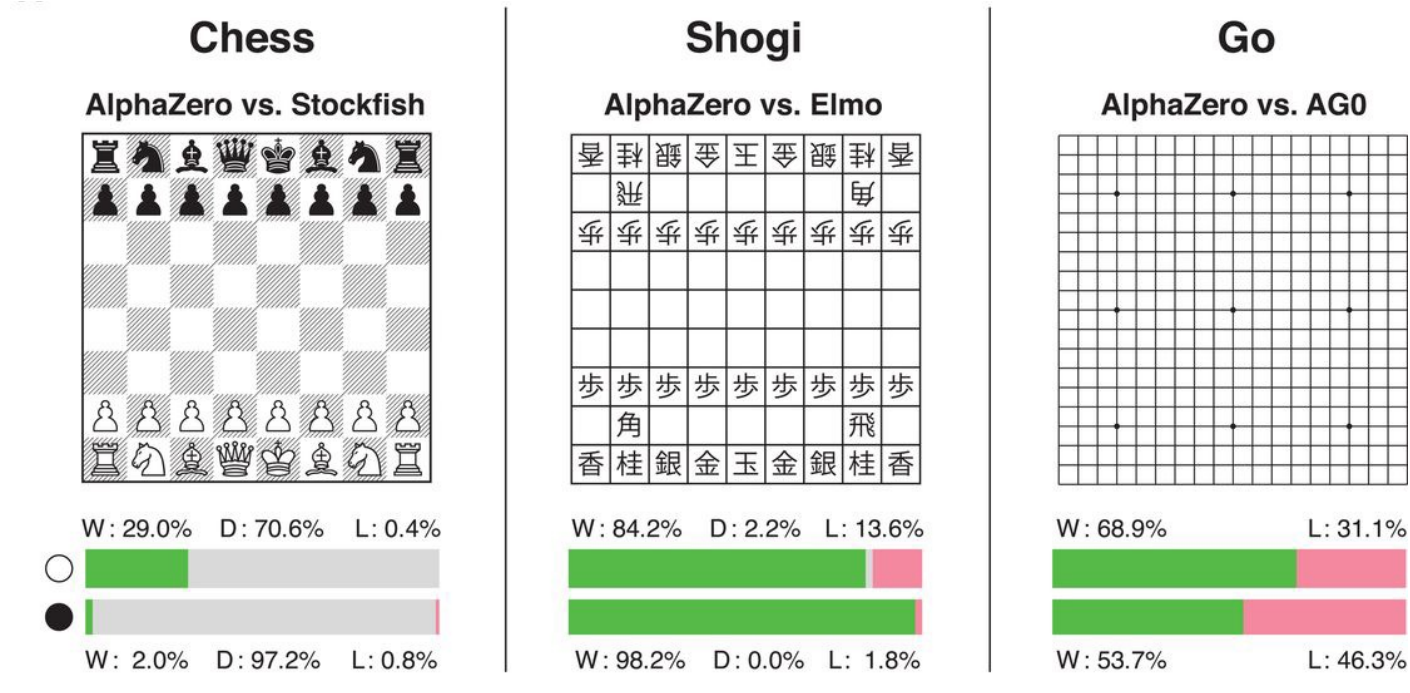 Chess
AlphaZero vs. Stockfish
W: 29.0% D: 70.6% L: 0.4%
W: 2.0% D: 97.2% L: 0.8%
Shogi
AlphaZero vs. Elmo
香桂銀金王金銀桂香
飛 角
歩歩歩歩歩歩歩歩歩
歩歩歩歩歩歩歩歩歩
角 飛
香桂銀金玉金銀桂香
W: 84.2% D: 2.2% L: 13.6%
W: 98.2% D: 0.0% L: 1.8%
Go
AlphaZero vs. AG0
W: 68.9% L: 31.1%
W: 53.7% L: 46.3%